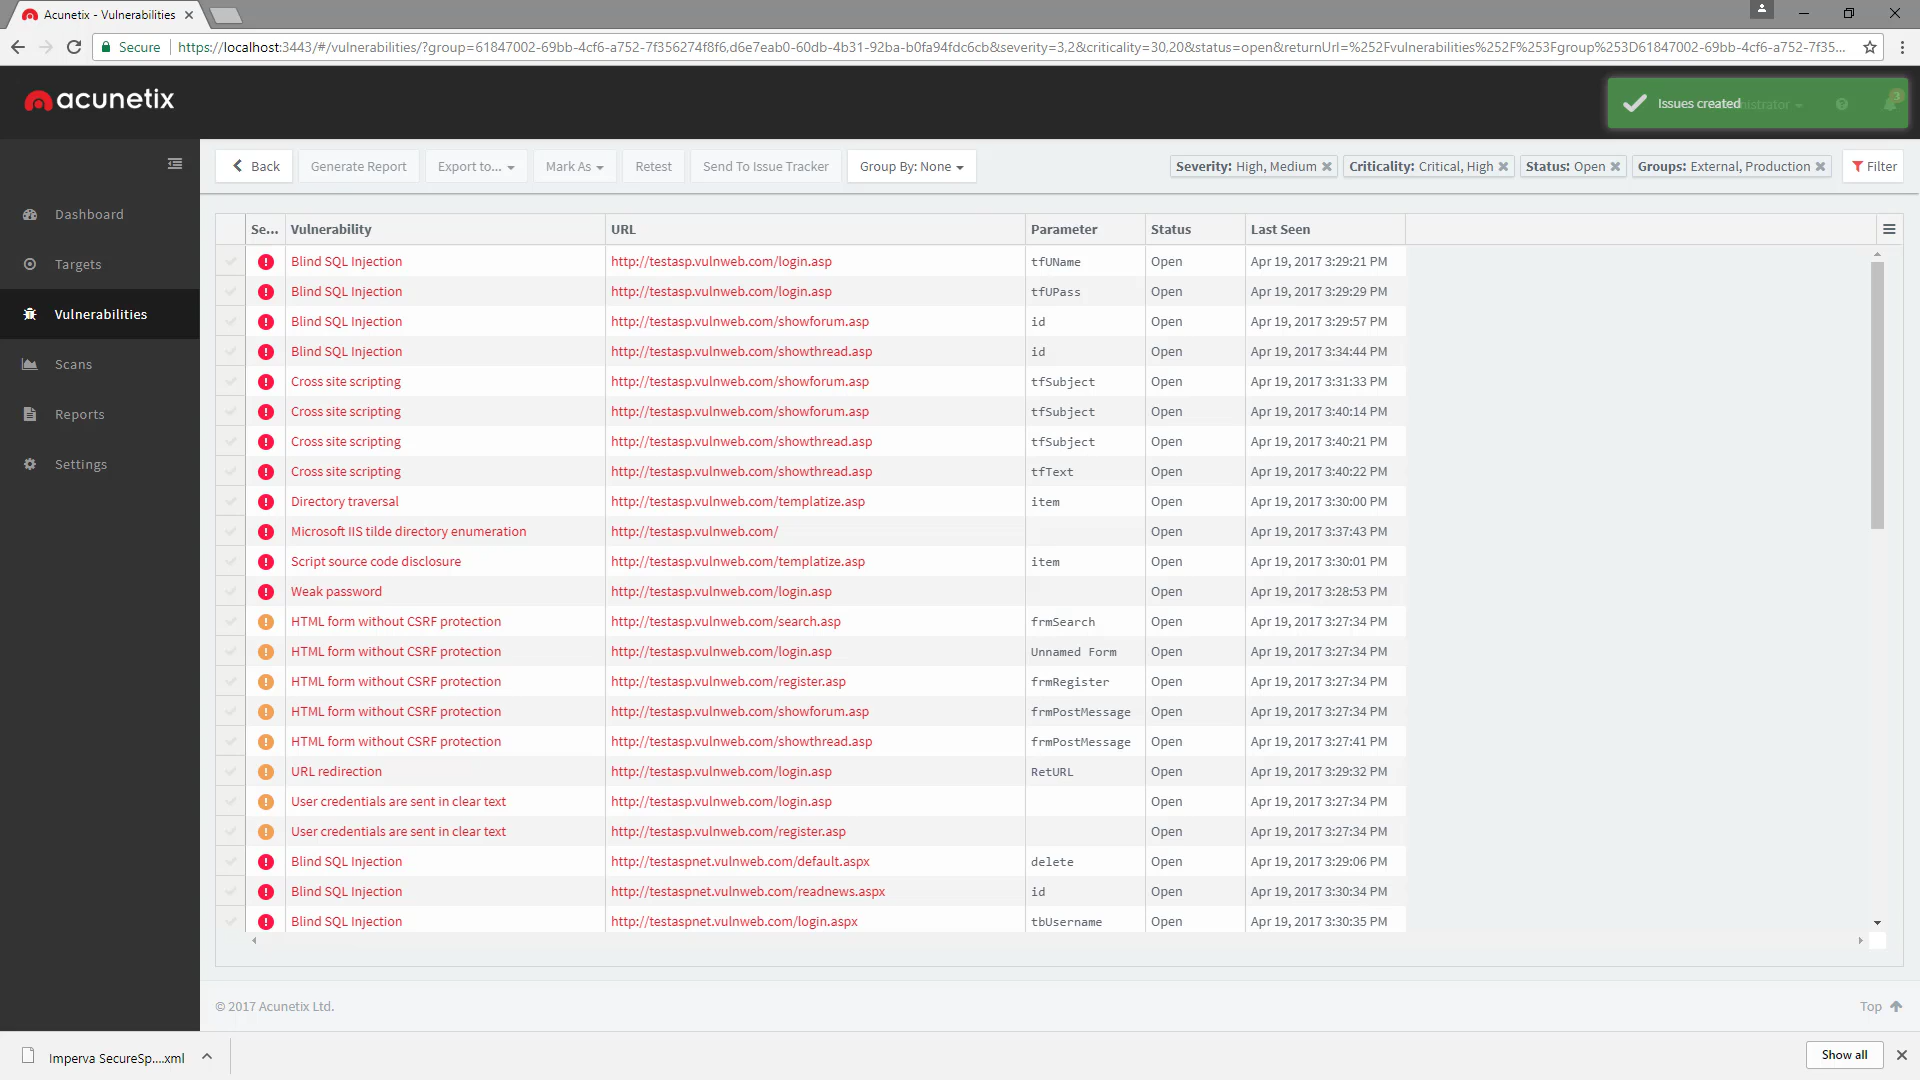 Acunetix - Vulnerabilities
Secure https://localhost:3443/#/vulnerabilities/?group=61847002-69bb-4cf6-a752-7f356274f8f6,d6e7eab0-60db-4b31-92ba-b0fa94fdc6cb&severity=3,2&criticality=30,20&status=open&returnUrl=%252Fvulnerabilities%252F%253Fgroup%253D61847002-69bb-4cf6-a752-7f35...
acunetix
Issues created
3
Back Generate Report Export to... Mark As Retest Send To Issue Tracker Group By: None Severity: High, Medium Criticality: Critical, High Status: Open Groups: External, Production Filter
Dashboard
Targets
Vulnerabilities
Scans
Reports
Settings
Se... Vulnerability URL Parameter Status Last Seen
Blind SQL Injection http://testasp.vulnweb.com/login.asp tfUName Open Apr 19, 2017 3:29:21 PM
Blind SQL Injection http://testasp.vulnweb.com/login.asp tfUPass Open Apr 19, 2017 3:29:29 PM
Blind SQL Injection http://testasp.vulnweb.com/showforum.asp id Open Apr 19, 2017 3:29:57 PM
Blind SQL Injection http://testasp.vulnweb.com/showthread.asp id Open Apr 19, 2017 3:34:44 PM
Cross site scripting http://testasp.vulnweb.com/showforum.asp tfSubject Open Apr 19, 2017 3:31:33 PM
Cross site scripting http://testasp.vulnweb.com/showforum.asp tfSubject Open Apr 19, 2017 3:40:14 PM
Cross site scripting http://testasp.vulnweb.com/showthread.asp tfSubject Open Apr 19, 2017 3:40:21 PM
Cross site scripting http://testasp.vulnweb.com/showthread.asp tfText Open Apr 19, 2017 3:40:22 PM
Directory traversal http://testasp.vulnweb.com/templatize.asp item Open Apr 19, 2017 3:30:00 PM
Microsoft IIS tilde directory enumeration http://testasp.vulnweb.com/ Open Apr 19, 2017 3:37:43 PM
Script source code disclosure http://testasp.vulnweb.com/templatize.asp item Open Apr 19, 2017 3:30:01 PM
Weak password http://testasp.vulnweb.com/login.asp Open Apr 19, 2017 3:28:53 PM
HTML form without CSRF protection http://testasp.vulnweb.com/search.asp frmSearch Open Apr 19, 2017 3:27:34 PM
HTML form without CSRF protection http://testasp.vulnweb.com/login.asp Unnamed Form Open Apr 19, 2017 3:27:34 PM
HTML form without CSRF protection http://testasp.vulnweb.com/register.asp frmRegister Open Apr 19, 2017 3:27:34 PM
HTML form without CSRF protection http://testasp.vulnweb.com/showforum.asp frmPostMessage Open Apr 19, 2017 3:27:34 PM
HTML form without CSRF protection http://testasp.vulnweb.com/showthread.asp frmPostMessage Open Apr 19, 2017 3:27:41 PM
URL redirection http://testasp.vulnweb.com/login.asp RetURL Open Apr 19, 2017 3:29:32 PM
User credentials are sent in clear text http://testasp.vulnweb.com/login.asp Open Apr 19, 2017 3:27:34 PM
User credentials are sent in clear text http://testasp.vulnweb.com/register.asp Open Apr 19, 2017 3:27:34 PM
Blind SQL Injection http://testaspnet.vulnweb.com/default.aspx delete Open Apr 19, 2017 3:29:06 PM
Blind SQL Injection http://testaspnet.vulnweb.com/readnews.aspx id Open Apr 19, 2017 3:30:34 PM
Blind SQL Injection http://testaspnet.vulnweb.com/login.aspx tbUsername Open Apr 19, 2017 3:30:35 PM
© 2017 Acunetix Ltd. Top
Imperva SecureSp....xml Show all